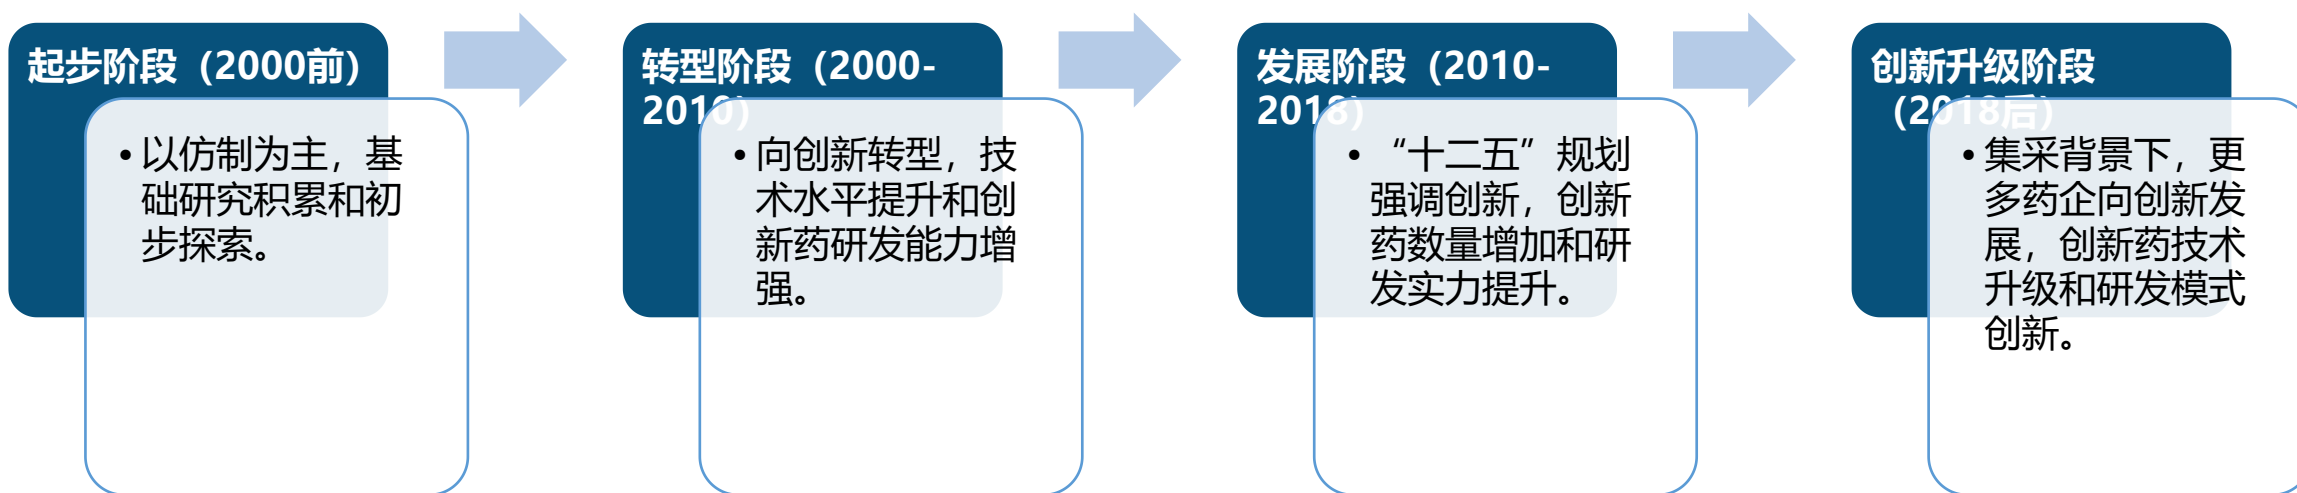 起步阶段（2000前）
• 以仿制为主，基
础研究积累和初
步探索。
转型阶段（2000-
2010）
• 向创新转型，技
术水平提升和创
新药研发能力增
强。
发展阶段（2010-
2018）
• “十二五”规划
强调创新，创新
药数量增加和研
发实力提升。
创新升级阶段
（2018后）
• 集采背景下，更
多药企向创新发
展，创新药技术
升级和研发模式
创新。